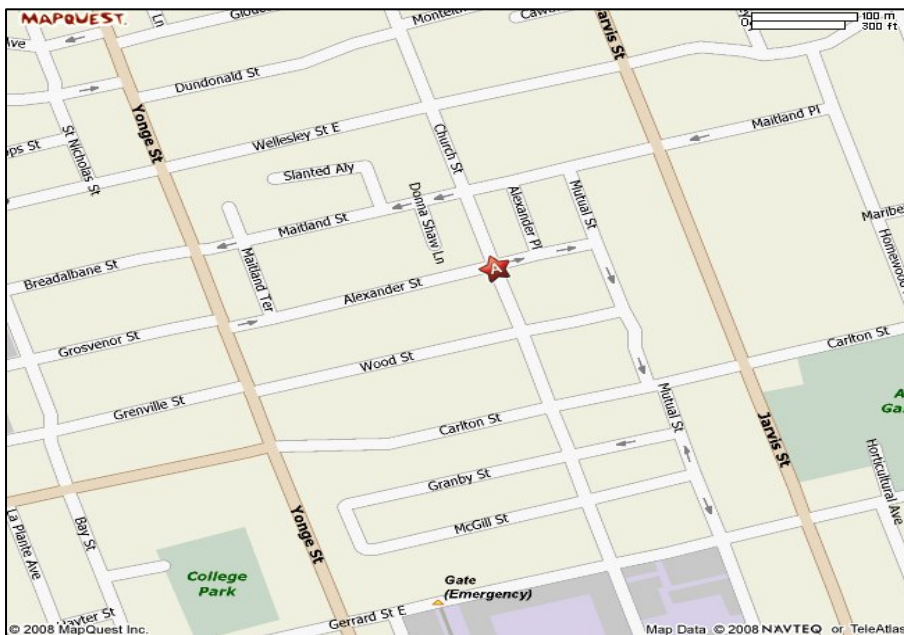 MAPQUEST.
Ln
Monteith
100 m
0
300 ft
Ave
Dundonald St
Jarvis St
Yonge St
Wellesley St E
Church St
Maitland Pl
St Nicholas St
Slanted Aly
Donna Shaw Ln
Alexander Pl
Mutual St
Maitland St
Maitland Ter
Breadalbane St
A
Alexander St
Grosvenor St
Wood St
Carlton St
Grenville St
Mutual St
Carlton St
Jarvis St
Granby St
Horticultural Ave
McGill St
Bay St
Yonge St
College
Park
Gate
(Emergency)
Gerrard St E
© 2008 MapQuest Inc.
Map Data © 2008 NAVTEQ or TeleAtlas